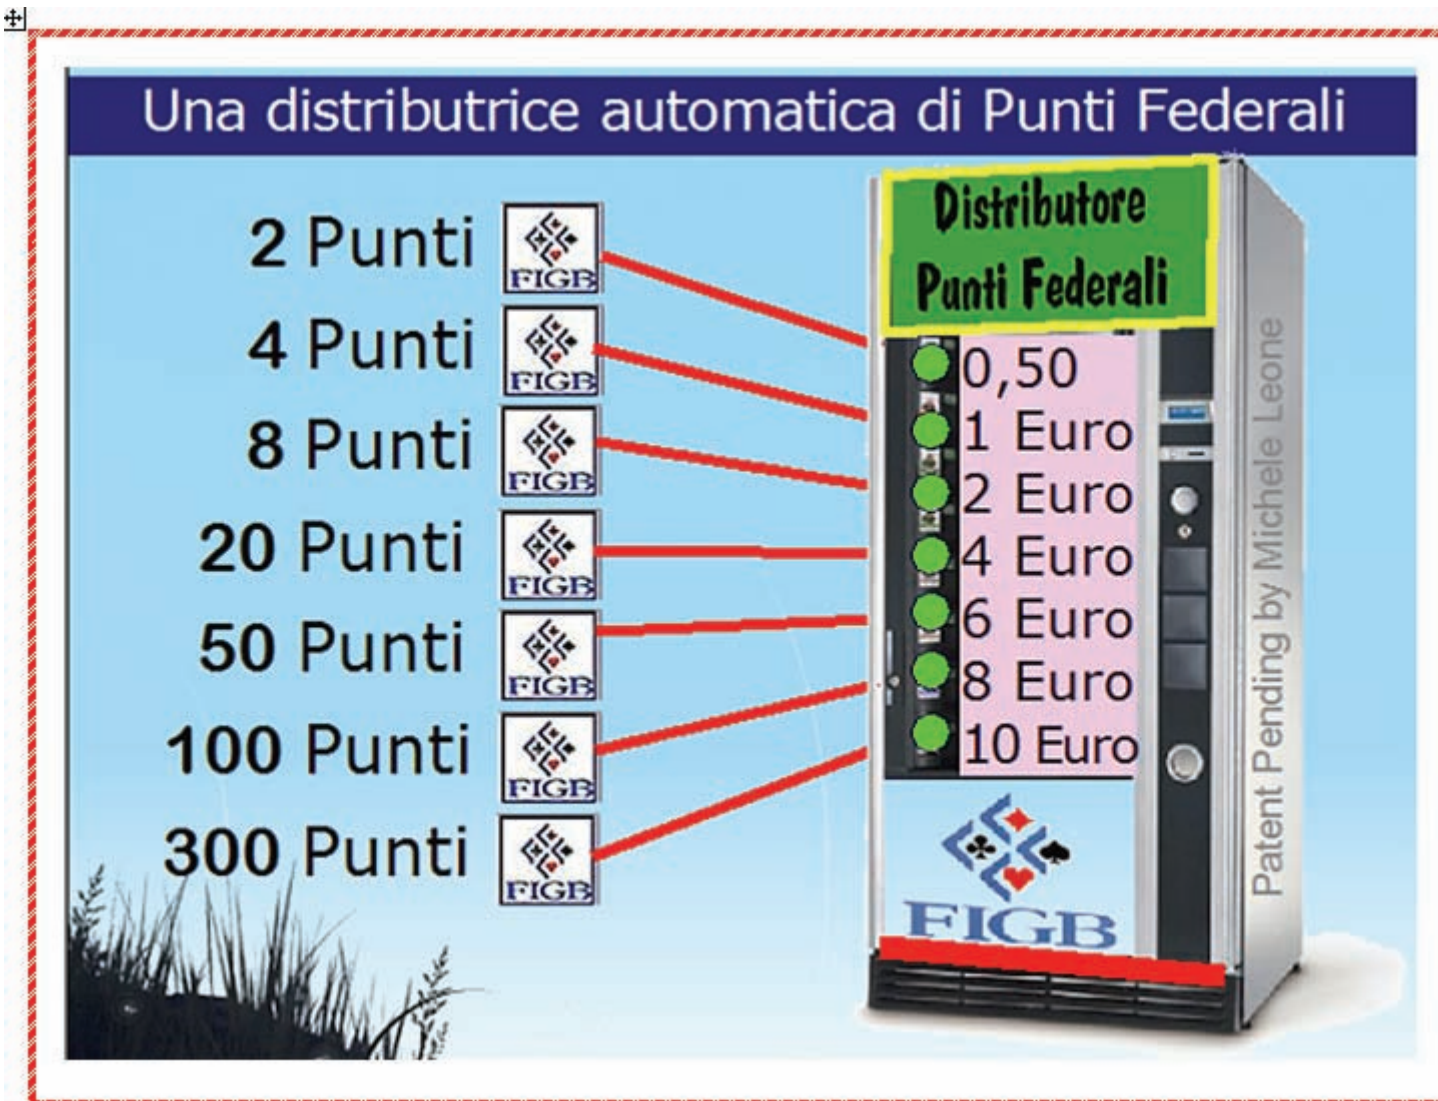 Una distributrice automatica di Punti Federali
Distributore
Punti Federali
2 Punti FIGB
4 Punti FIGB
8 Punti FIGB
20 Punti FIGB
50 Punti FIGB
100 Punti FIGB
300 Punti FIGB
0,50
1 Euro
2 Euro
4 Euro
6 Euro
8 Euro
10 Euro
FIGB
Patent Pending by Michele Leone